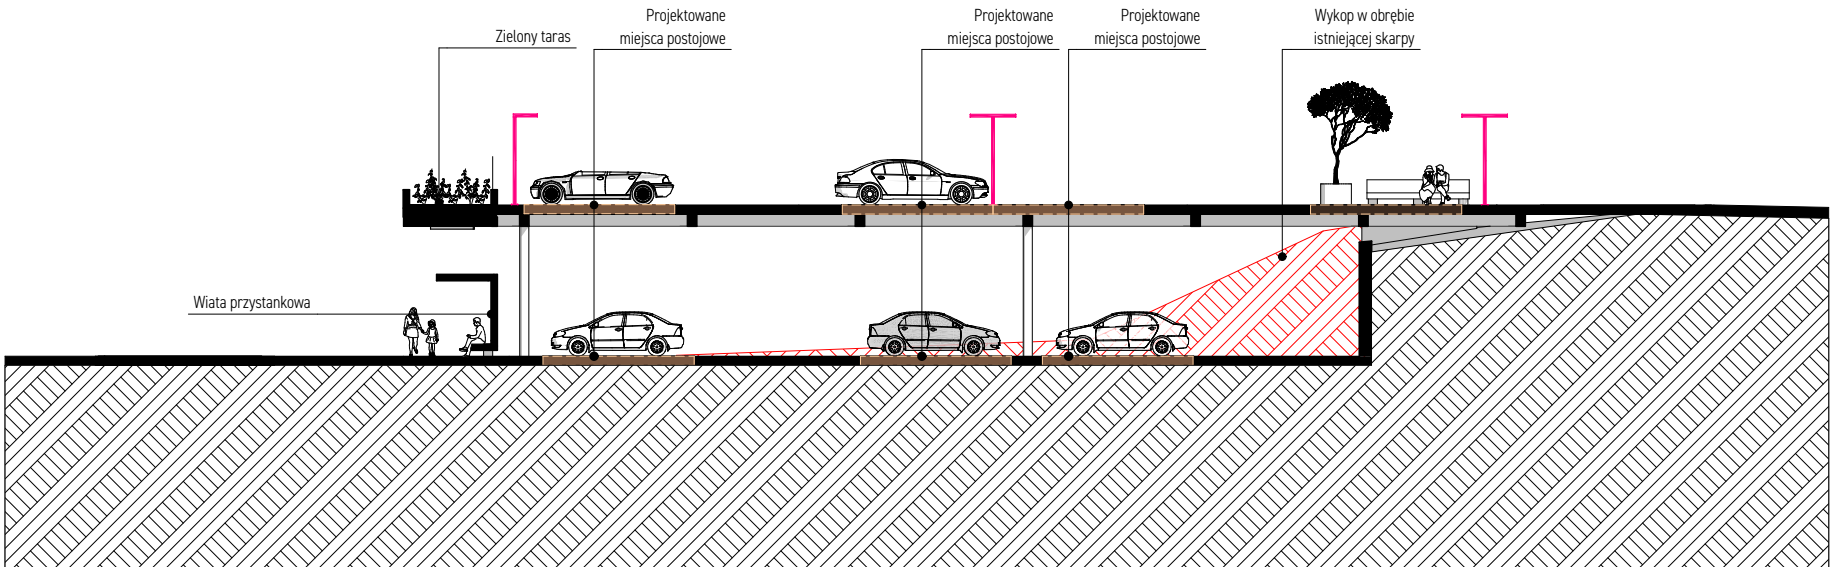 Zielony taras
Projektowane
miejsca postojowe
Projektowane
miejsca postojowe
Projektowane
miejsca postojowe
Wykop w obrębie
istniejącej skarpy
Wiata przystankowa